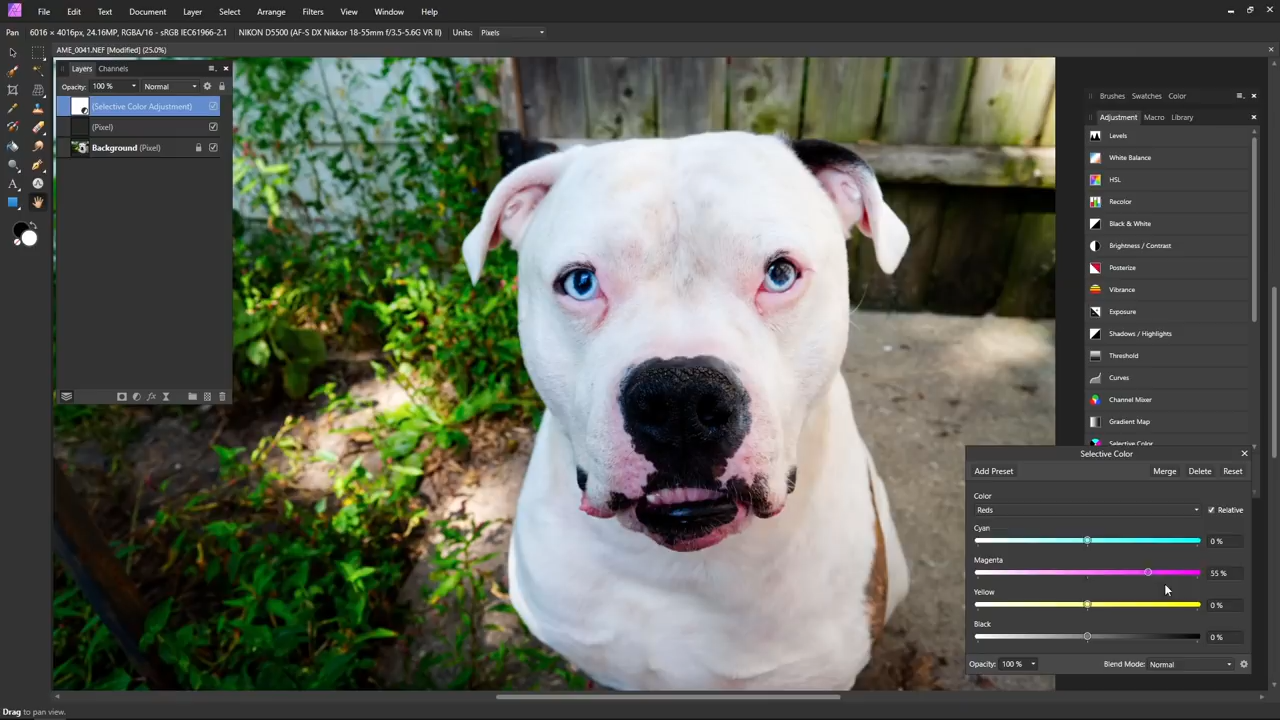 File Edit Text Document Layer Select Arrange Filters View Window Help
Pan 6016 × 4016px, 24.16MP, RGBA/16 - sRGB IEC61966-2.1 NIKON D5500 (AF-S DX Nikkor 18-55mm f/3.5-5.6G VR II) Units: Pixels
AME_0041.NEF [Modified] (25.0%)
Layers Channels
Opacity: 100 % Normal
(Selective Color Adjustment)
(Pixel)
Background (Pixel)
Brushes Swatches Color
Adjustment Macro Library
Levels
White Balance
HSL
Recolor
Black & White
Brightness / Contrast
Posterize
Vibrance
Exposure
Shadows / Highlights
Threshold
Curves
Channel Mixer
Gradient Map
Selective Color
Selective Color
Add Preset Merge Delete Reset
Color
Reds Relative
Cyan
0 %
Magenta
55 %
Yellow
0 %
Black
0 %
Opacity: 100 % Blend Mode: Normal
Drag to pan view.